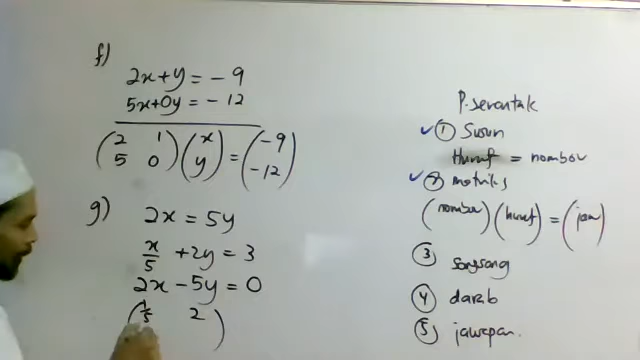 f)
2x + y = -9
5x + 0y = -12
(2 1
5 0) (x
y) = (-9
-12)
g) 2x = 5y
x/5 + 2y = 3
2x - 5y = 0
(1/5 2)
P. serentak
✓ ① Susun
Huruf = nombor
✓ ② matriks
(nombor) (huruf) = (jaw)
③ songsang
④ darab
⑤ jawapan.